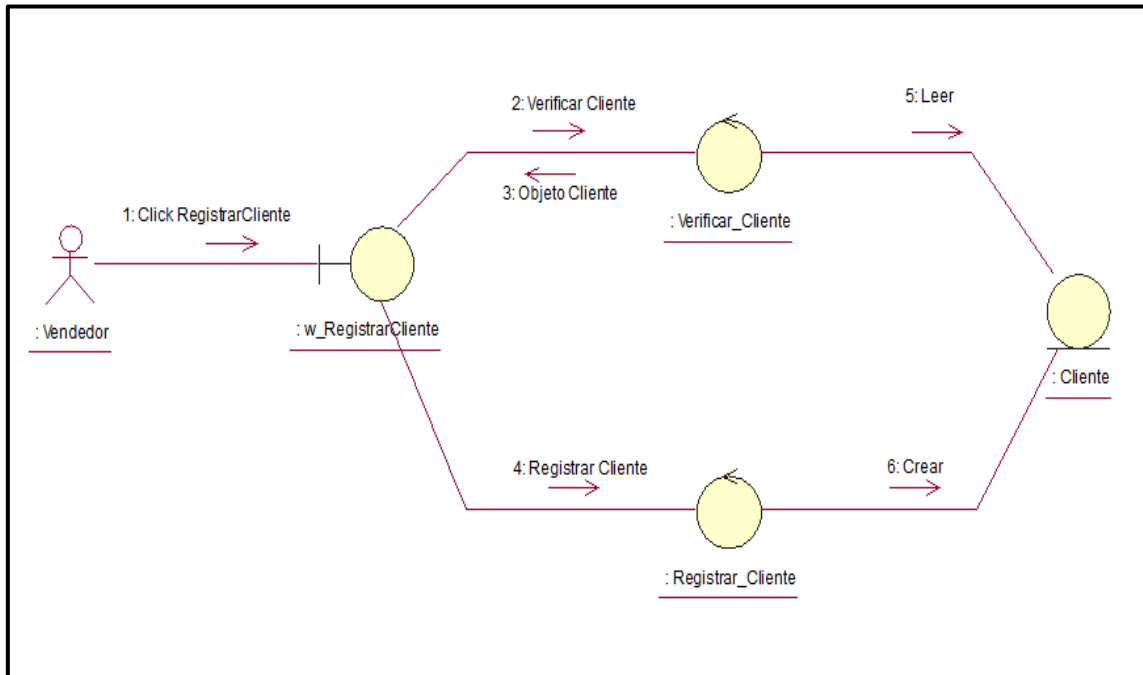 2: Verificar Cliente
5: Leer
3: Objeto Cliente
: Verificar_Cliente
1: Click RegistrarCliente
: Vendedor
: w_RegistrarCliente
: Cliente
4: Registrar Cliente
6: Crear
: Registrar_Cliente